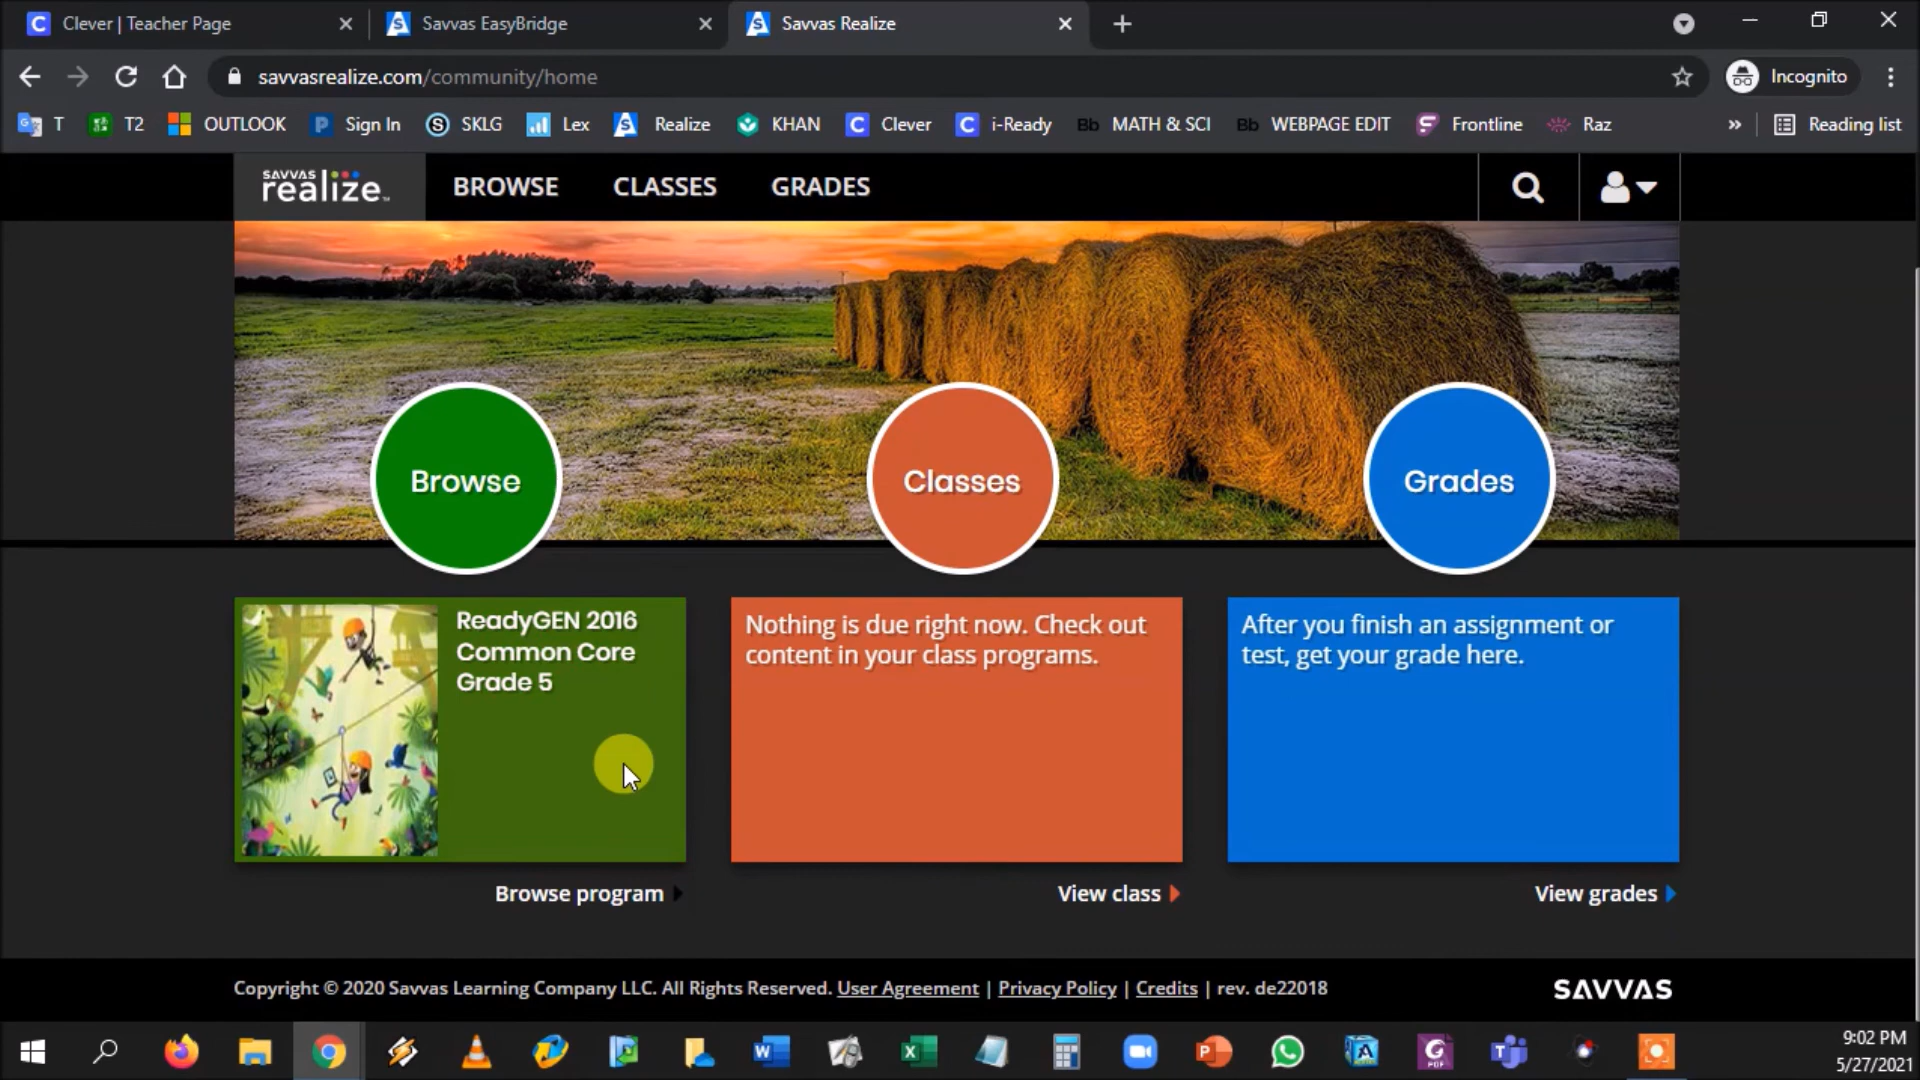 Clever | Teacher Page
Savvas EasyBridge
Savvas Realize
savvasrealize.com/community/home
Incognito
T
T2
OUTLOOK
Sign In
SKLG
Lex
Realize
KHAN
Clever
i-Ready
Bb MATH & SCI
Bb WEBPAGE EDIT
Frontline
Raz
»
Reading list
SAVVAS
realize™
BROWSE
CLASSES
GRADES
Browse
Classes
Grades
ReadyGEN 2016
Common Core
Grade 5
Nothing is due right now. Check out
content in your class programs.
After you finish an assignment or
test, get your grade here.
Browse program
View class
View grades
Copyright © 2020 Savvas Learning Company LLC. All Rights Reserved. User Agreement | Privacy Policy | Credits | rev. de22018
SAVVAS
9:02 PM
5/27/2021